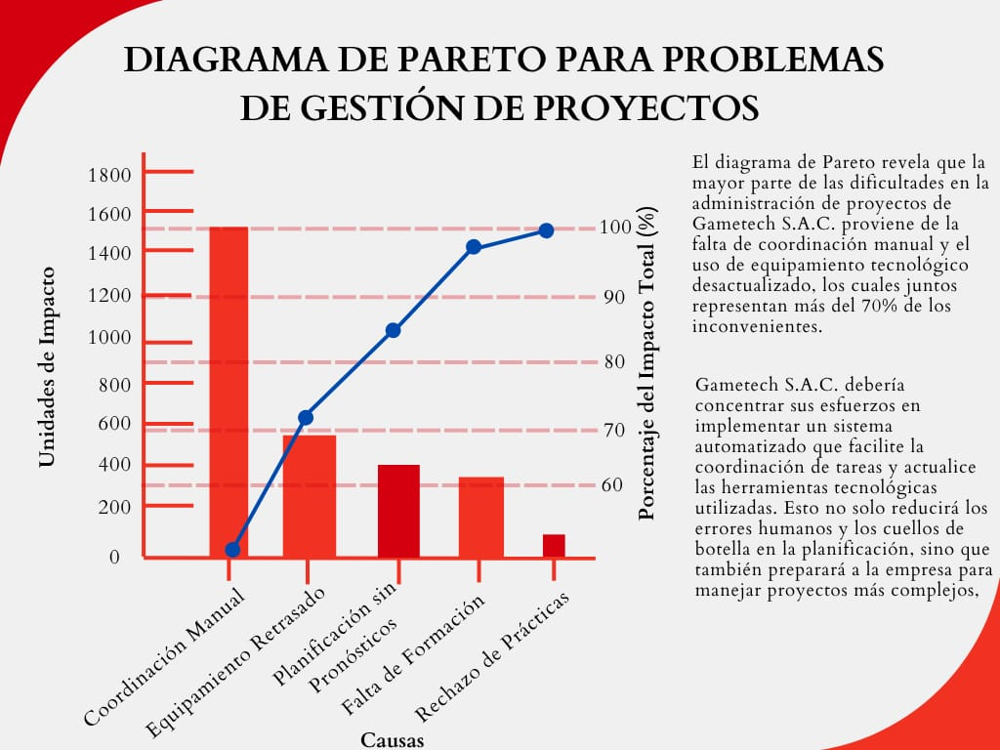 DIAGRAMA DE PARETO PARA PROBLEMAS
DE GESTIÓN DE PROYECTOS
Unidades de Impacto
1800
1600
1400
1200
1000
800
600
400
200
0
100
90
80
70
60
Porcentaje del Impacto Total (%)
Coordinación Manual
Equipamiento Retrasado
Planificación sin
Pronósticos
Falta de Formación
Rechazo de Prácticas
Causas
El diagrama de Pareto revela que la
mayor parte de las dificultades en la
administración de proyectos de
Gametech S.A.C. proviene de la
falta de coordinación manual y el
uso de equipamiento tecnológico
desactualizado, los cuales juntos
representan más del 70% de los
inconvenientes.
Gametech S.A.C. debería
concentrar sus esfuerzos en
implementar un sistema
automatizado que facilite la
coordinación de tareas y actualice
las herramientas tecnológicas
utilizadas. Esto no solo reducirá los
errores humanos y los cuellos de
botella en la planificación, sino que
también preparará a la empresa para
manejar proyectos más complejos,